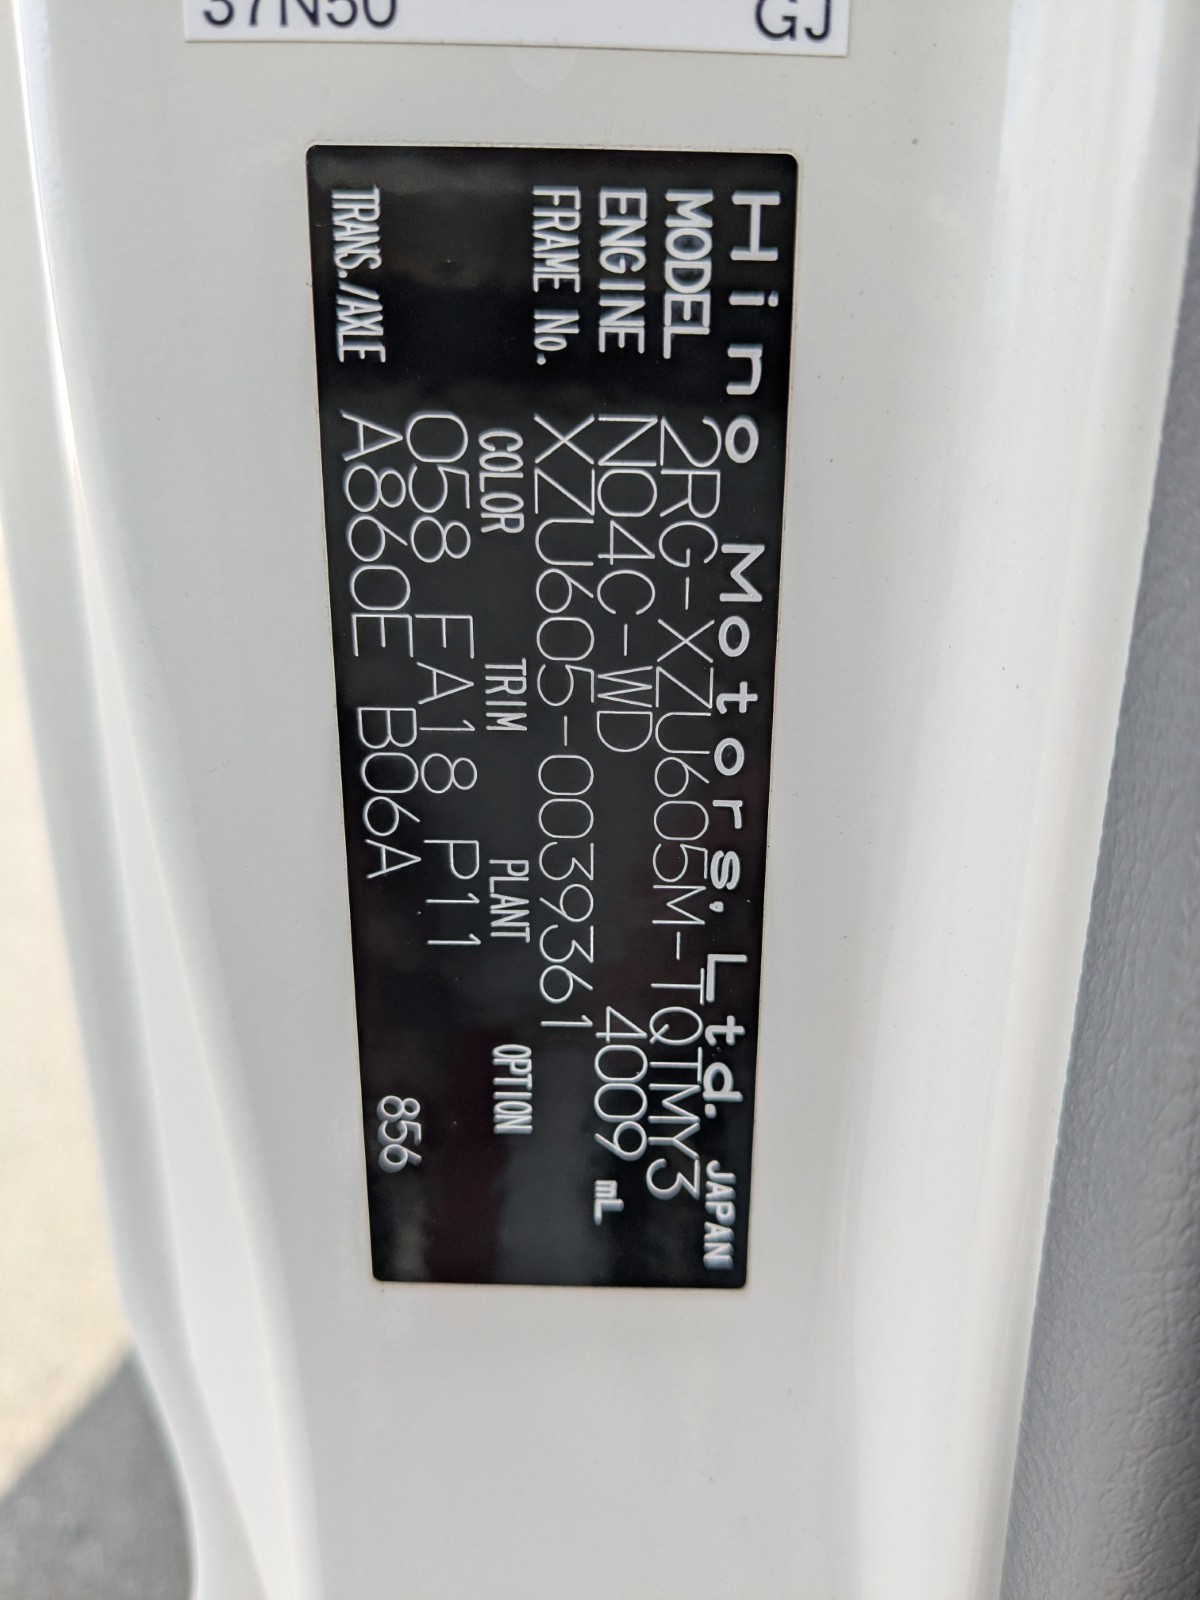 37N50 GJ
Hino Motors, Ltd. JAPAN
MODEL 2RG-XZU605M-TQTMY3
ENGINE N04C-WD 4009 mL
FRAME No. XZU605-0039361
COLOR TRIM PLANT OPTION
058 EA18 P11
TRANS./AXLE A860E B06A 856